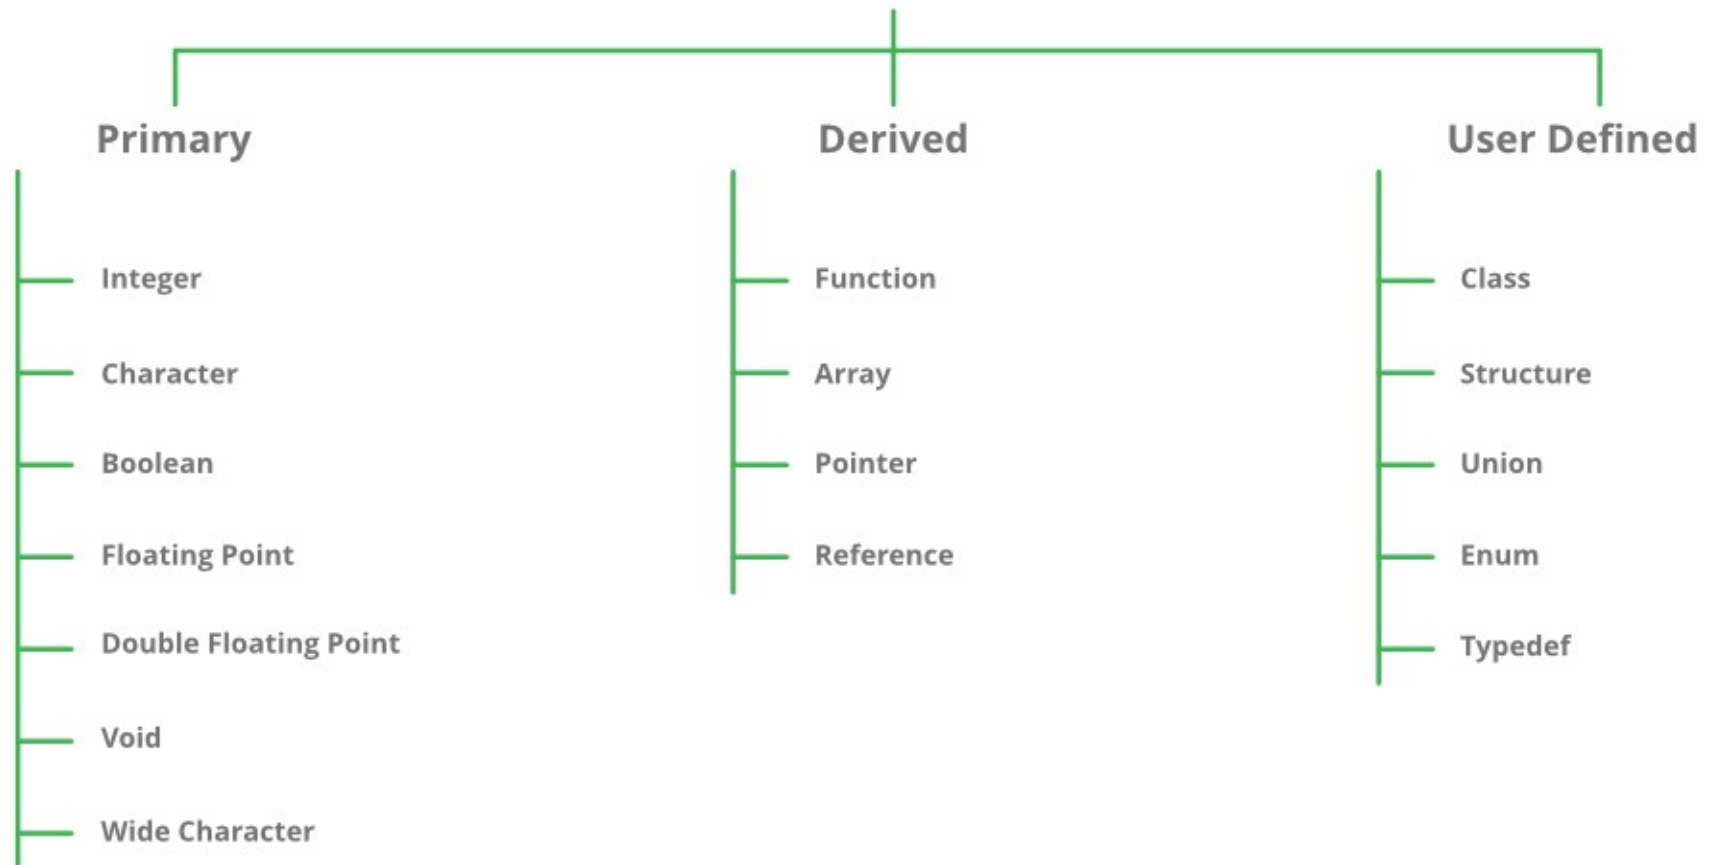 Primary
Integer
Character
Boolean
Floating Point
Double Floating Point
Void
Wide Character
Derived
Function
Array
Pointer
Reference
User Defined
Class
Structure
Union
Enum
Typedef